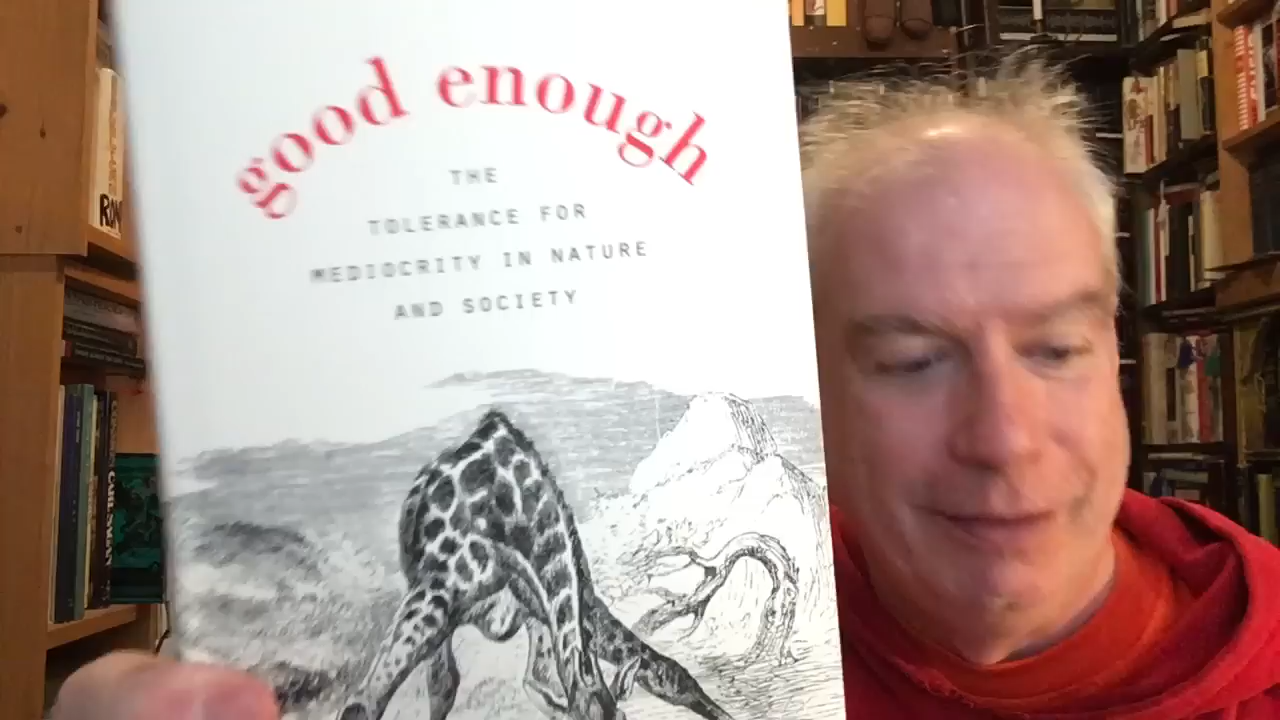 good enough
THE
TOLERANCE FOR
MEDIOCRITY IN NATURE
AND SOCIETY